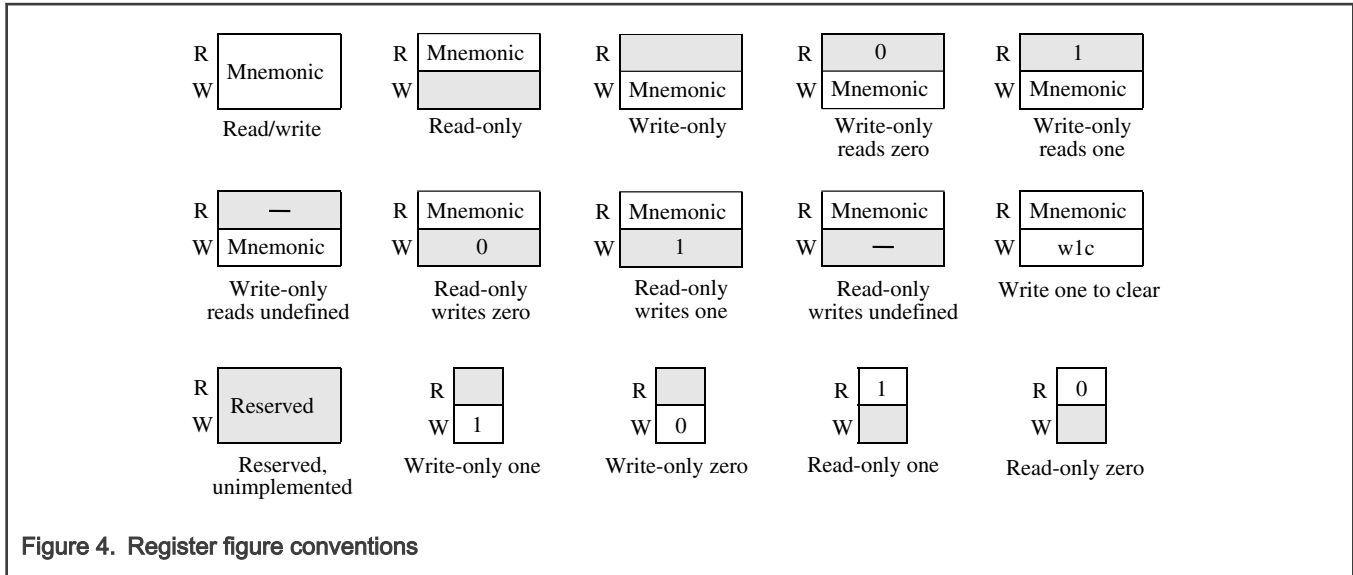 R Mnemonic R Mnemonic R R 0 R 1
W W W Mnemonic W Mnemonic W Mnemonic
Read/write Read-only Write-only Write-only Write-only
reads zero reads one
R — R Mnemonic R Mnemonic R Mnemonic R Mnemonic
W Mnemonic W 0 W 1 W — W w1c
Write-only Read-only Read-only Read-only Write one to clear
reads undefined writes zero writes one writes undefined
R Reserved R R R 1 R 0
W W 1 W 0 W W
Reserved, Write-only one Write-only zero Read-only one Read-only zero
unimplemented
Figure 4. Register figure conventions